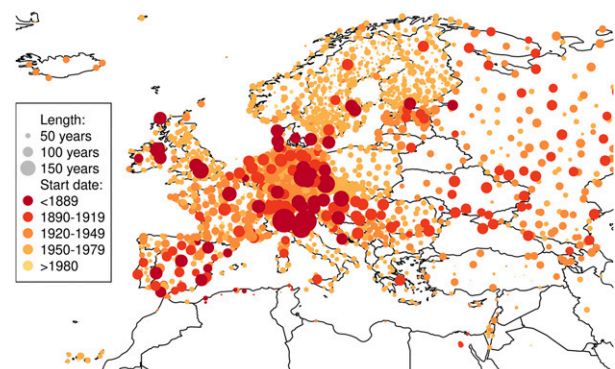 Length:
50 years
100 years
150 years
Start date:
<1889
1890-1919
1920-1949
1950-1979
>1980